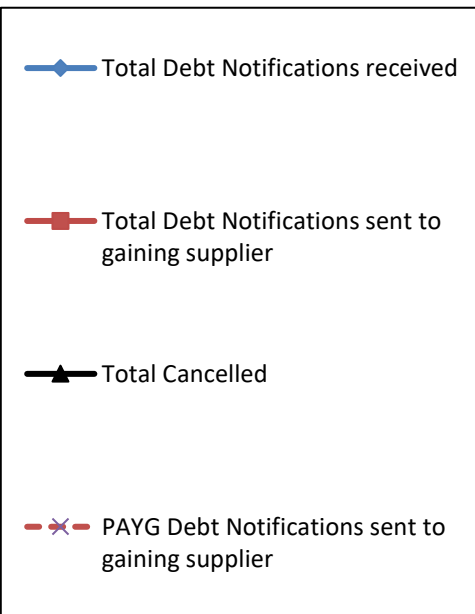 Total Debt Notifications received
Total Debt Notifications sent to
gaining supplier
Total Cancelled
PAYG Debt Notifications sent to
gaining supplier